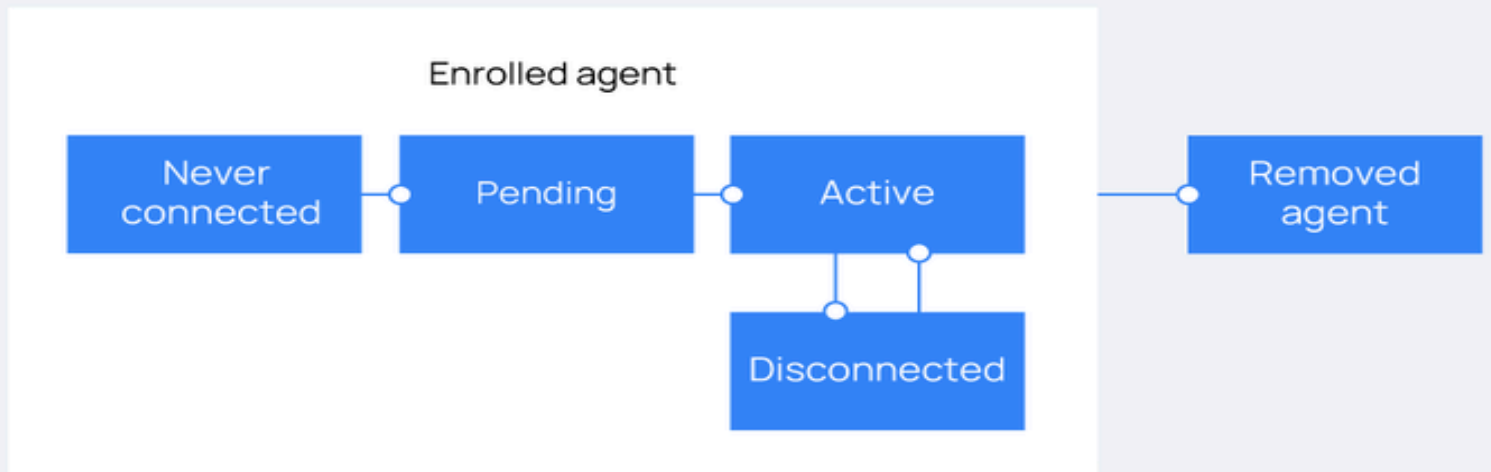 Enrolled agent
Never
connected
Pending
Active
Removed
agent
Disconnected